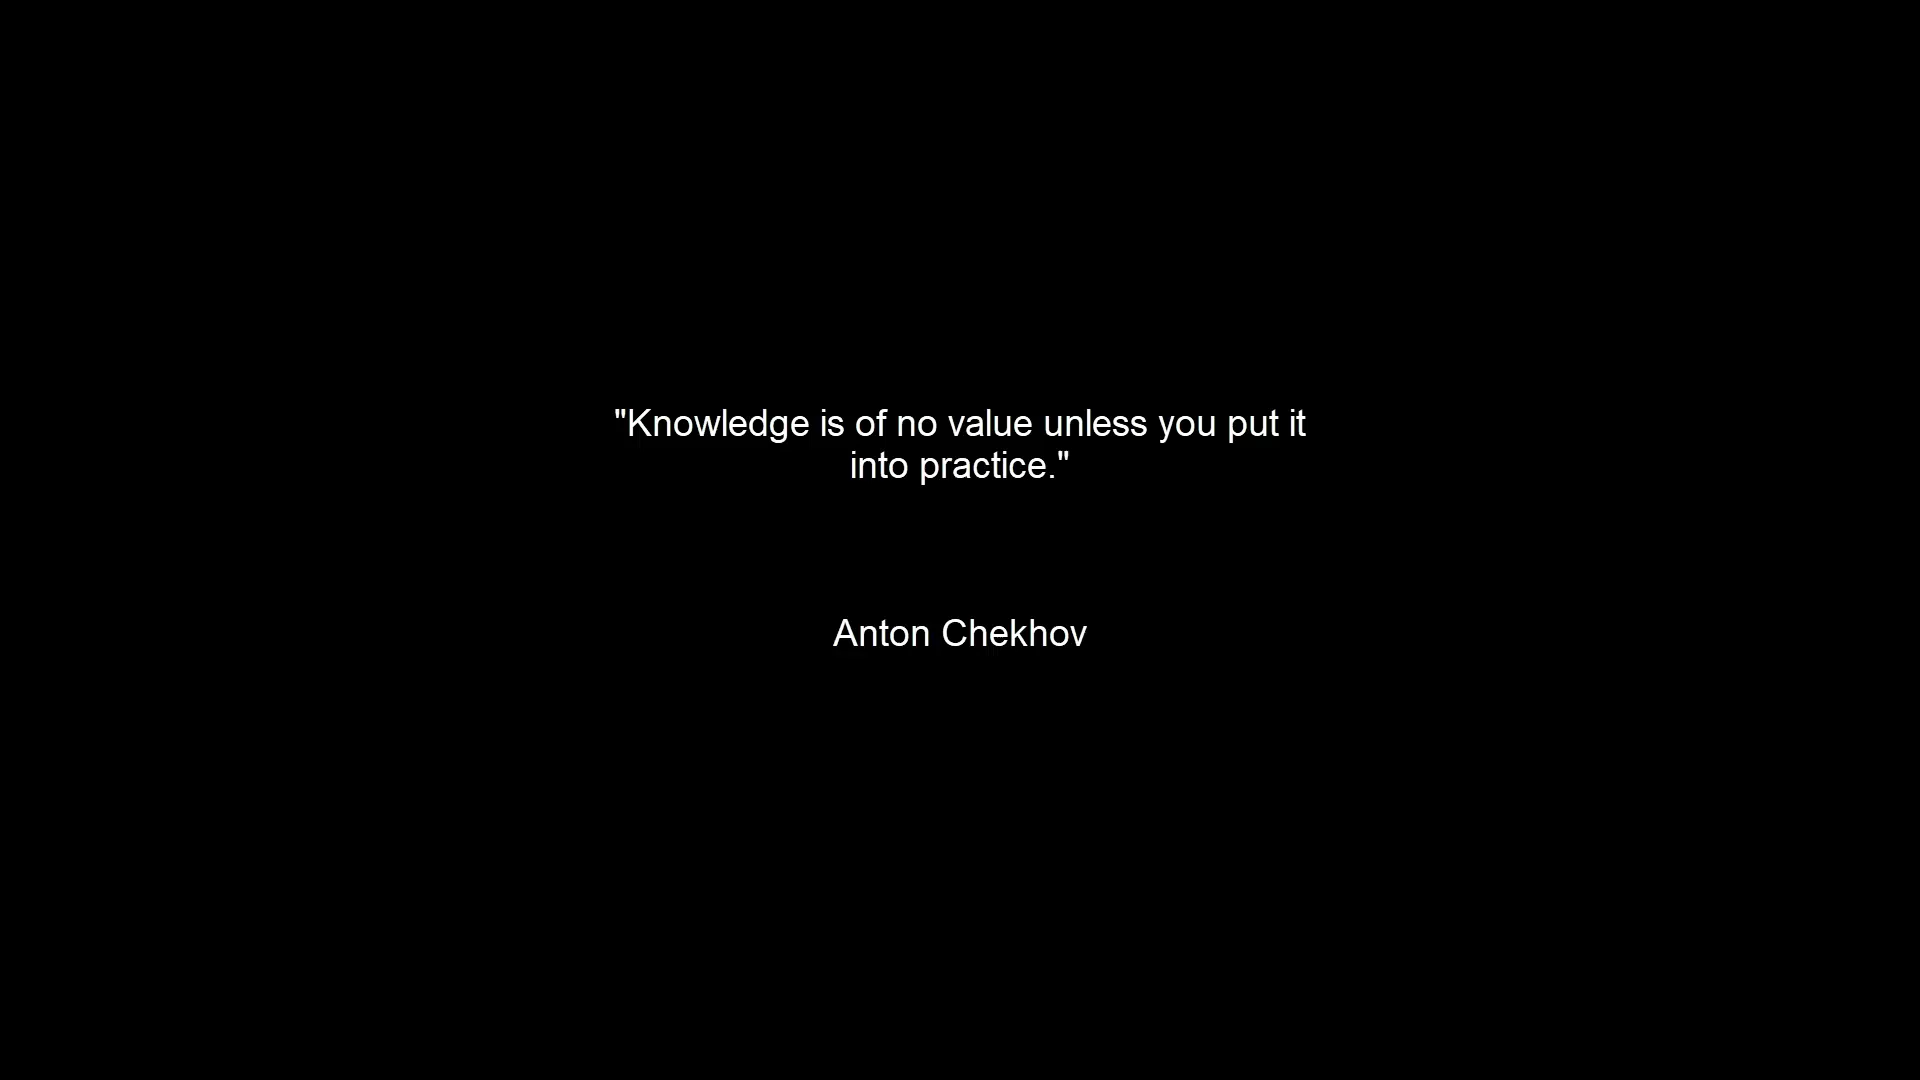 "Knowledge is of no value unless you put it
into practice."
Anton Chekhov